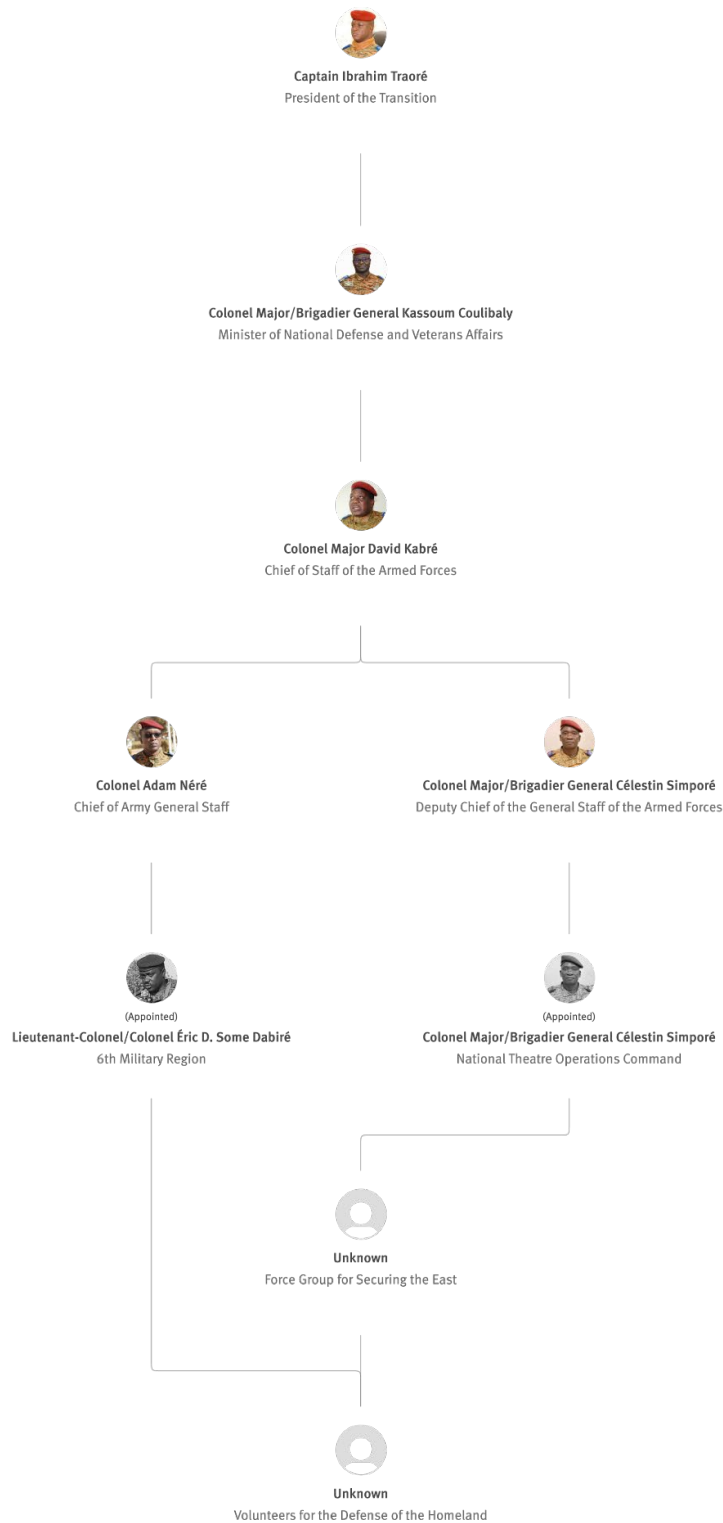 Captain Ibrahim Traoré
President of the Transition
Colonel Major/Brigadier General Kassoum Coulibaly
Minister of National Defense and Veterans Affairs
Colonel Major David Kabré
Chief of Staff of the Armed Forces
Colonel Adam Néré
Chief of Army General Staff
Colonel Major/Brigadier General Célestin Simporé
Deputy Chief of the General Staff of the Armed Forces
(Appointed)
Lieutenant-Colonel/Colonel Éric D. Some Dabiré
6th Military Region
(Appointed)
Colonel Major/Brigadier General Célestin Simporé
National Theatre Operations Command
Unknown
Force Group for Securing the East
Unknown
Volunteers for the Defense of the Homeland